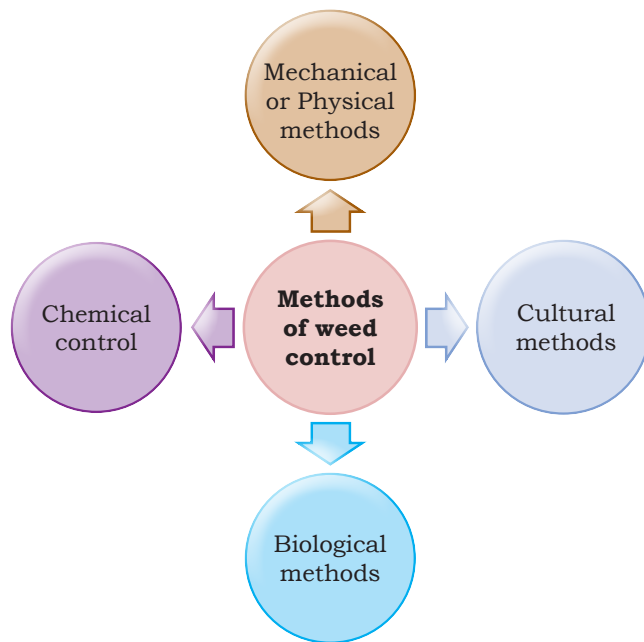 Mechanical
or Physical
methods
Chemical
control
Methods
of weed
control
Cultural
methods
Biological
methods